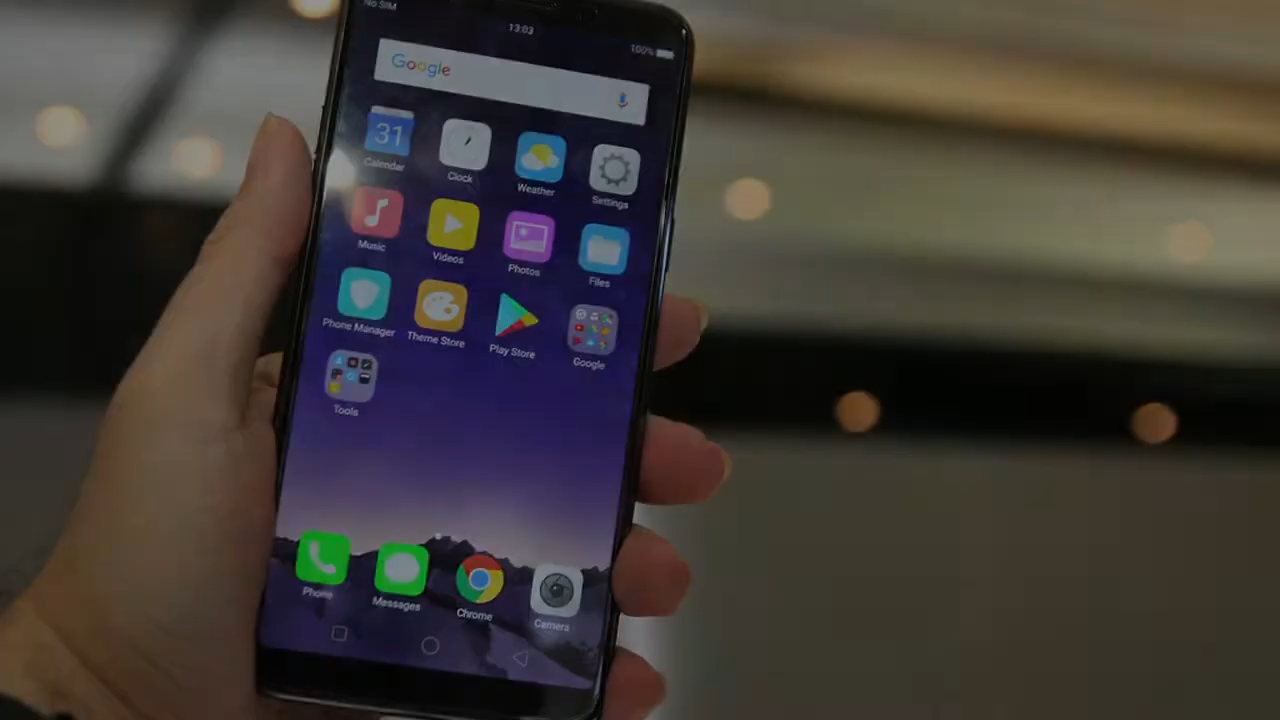 No SIM
13:03
100%
Google
31
Calendar
Clock
Weather
Settings
Music
Videos
Photos
Files
Phone Manager
Theme Store
Play Store
Google
Tools
Phone
Messages
Chrome
Camera